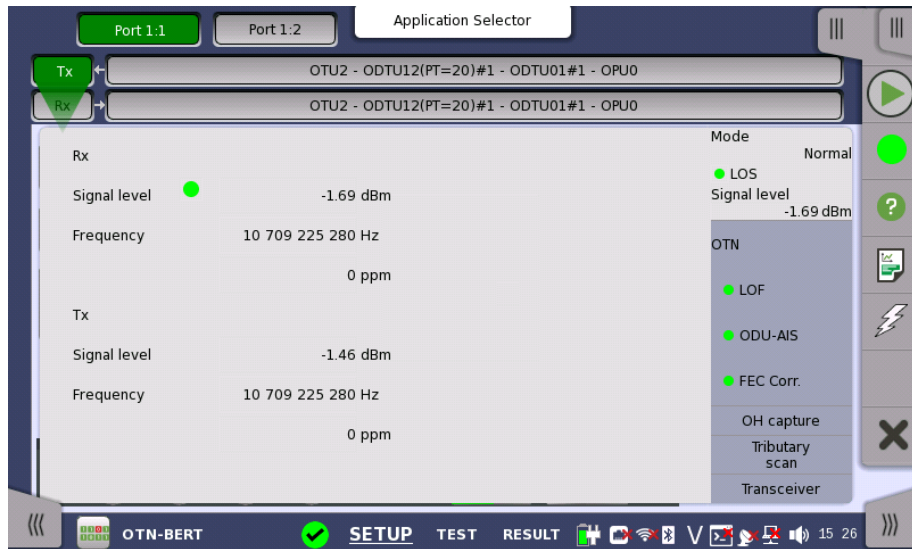 Port 1:1
Port 1:2
Application Selector
Tx
OTU2 - ODTU12(PT=20)#1 - ODTU01#1 - OPU0
Rx
OTU2 - ODTU12(PT=20)#1 - ODTU01#1 - OPU0
Rx
Signal level -1.69 dBm
Frequency 10 709 225 280 Hz
0 ppm
Tx
Signal level -1.46 dBm
Frequency 10 709 225 280 Hz
0 ppm
Mode
Normal
LOS
Signal level
-1.69 dBm
OTN
LOF
ODU-AIS
FEC Corr.
OH capture
Tributary
scan
Transceiver
OTN-BERT SETUP TEST RESULT V 15 26